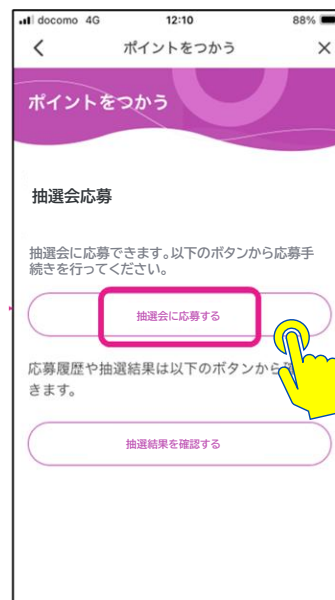 docomo 4G 12:10 88%
ポイントをつかう
ポイントをつかう
抽選会応募
抽選会に応募できます。以下のボタンから応募手
続きを行ってください。
抽選会に応募する
応募履歴や抽選結果は以下のボタンから
きます。
抽選結果を確認する